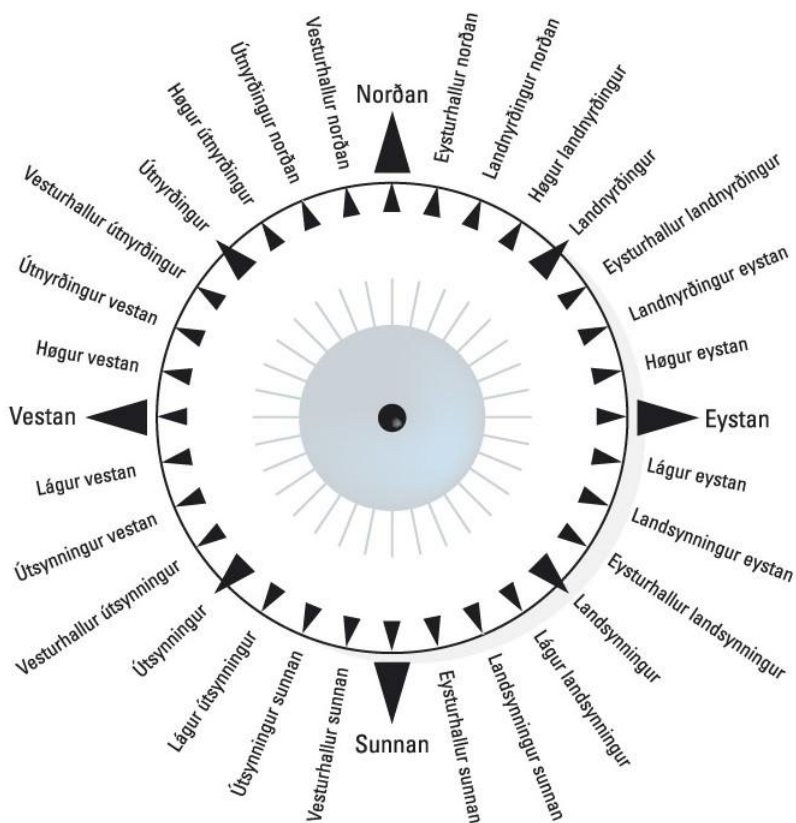 Norðan
Eysturhallur norðan
Landnyrðingur norðan
Høgur landnyrðingur
Landnyrðingur
Eysturhallur landnyrðingur
Landnyrðingur eystan
Høgur eystan
Eystan
Lágur eystan
Landsynningur eystan
Eysturhallur landsynningur
Landsynningur
Lágur landsynningur
Landsynningur sunnan
Eysturhallur sunnan
Sunnan
Vesturhallur sunnan
Útsynningur sunnan
Lágur útsynningur
Útsynningur
Vesturhallur útsynningur
Útsynningur vestan
Lágur vestan
Vestan
Høgur vestan
Útnyrðingur vestan
Vesturhallur útnyrðingur
Útnyrðingur
Høgur útnyrðingur
Útnyrðingur norðan
Vesturhallur norðan